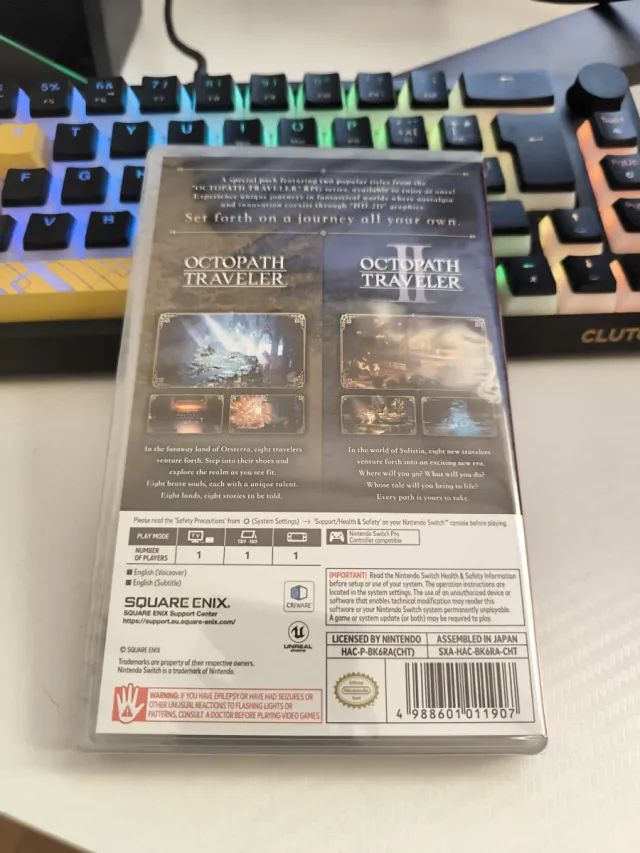 5%
6&
7/
T
Y
U
I
O
P
F
G
H
V
B
CLUTC
A special pack featuring two popular titles from the
"OCTOPATH TRAVELER" RPG series, available to enjoy at once!
Experience unique journeys in fantastical worlds where nostalgia
and innovation coexist through "HD-2D" graphics.
Set forth on a journey all your own.
OCTOPATH
TRAVELER
OCTOPATH
TRAVELER
II
In the faraway land of Orsterra, eight travelers
venture forth. Step into their shoes and
explore the realm as you see fit.
Eight brave souls, each with a unique talent.
Eight lands, eight stories to be told.
In the world of Solistia, eight new travelers
venture forth into an exciting new era.
Where will you go? What will you do?
Whose tale will you bring to life?
Every path is yours to take.
Please read the 'Safety Precautions' from (System Settings) → 'Support/Health & Safety' on your Nintendo Switch™ console before playing.
PLAY MODE
TV
Nintendo Switch Pro
Controller compatible
NUMBER
OF PLAYERS
1
1
1
English (Voiceover)
English (Subtitle)
SQUARE ENIX.
SQUARE ENIX Support Center
https://support.eu.square-enix.com/
CRIWARE
UNREAL
ENGINE
© SQUARE ENIX
Trademarks are property of their respective owners.
Nintendo Switch is a trademark of Nintendo.
WARNING: IF YOU HAVE EPILEPSY OR HAVE HAD SEIZURES OR
OTHER UNUSUAL REACTIONS TO FLASHING LIGHTS OR
PATTERNS, CONSULT A DOCTOR BEFORE PLAYING VIDEO GAMES.
IMPORTANT! Read the Nintendo Switch Health & Safety Information
before setup or use of your system. The operation instructions are
located in the system settings. The use of an unauthorized device or
software that enables technical modification may render this
software or your Nintendo Switch system permanently unplayable.
A game or system update (or both) may be required to play.
LICENSED BY NINTENDO
ASSEMBLED IN JAPAN
HAC-P-BK6RA(CHT)
SXA-HAC-BK6RA-CHT
Official
Nintendo
4 988601 011907